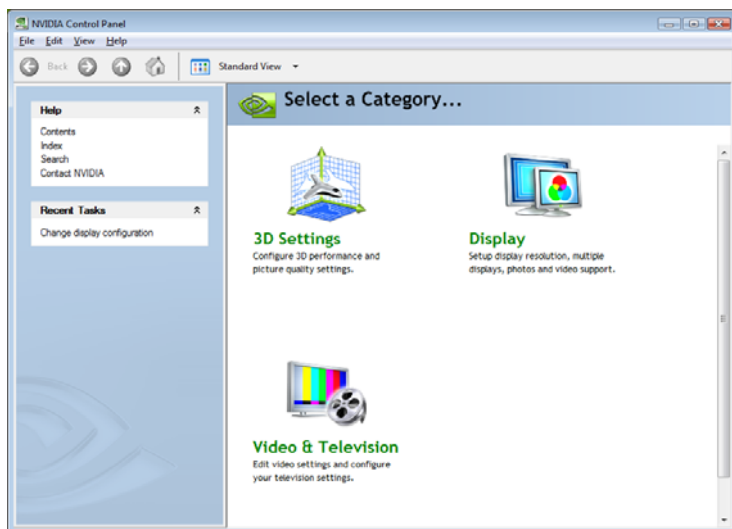 NVIDIA Control Panel
File Edit View Help
Back
Standard View
Help
Contents
Index
Search
Contact NVIDIA
Recent Tasks
Change display configuration
Select a Category...
3D Settings
Configure 3D performance and
picture quality settings.
Display
Setup display resolution, multiple
displays, photos and video support.
Video & Television
Edit video settings and configure
your television settings.